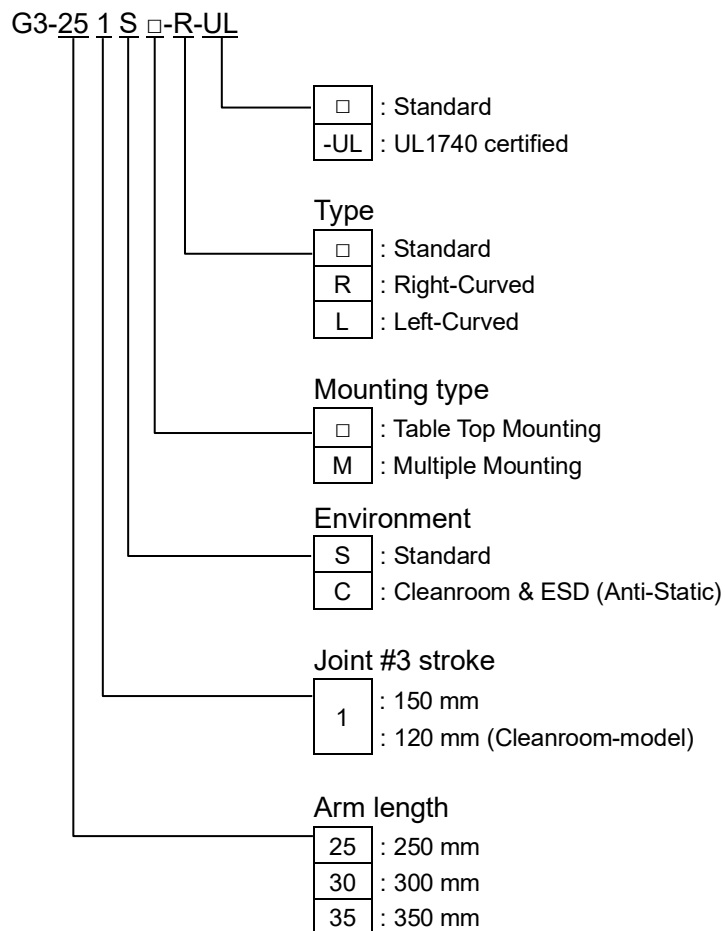 G3-25 1 S □-R-UL
□ : Standard
-UL : UL1740 certified
Type
□ : Standard
R : Right-Curved
L : Left-Curved
Mounting type
□ : Table Top Mounting
M : Multiple Mounting
Environment
S : Standard
C : Cleanroom & ESD (Anti-Static)
Joint #3 stroke
1 : 150 mm
: 120 mm (Cleanroom-model)
Arm length
25 : 250 mm
30 : 300 mm
35 : 350 mm